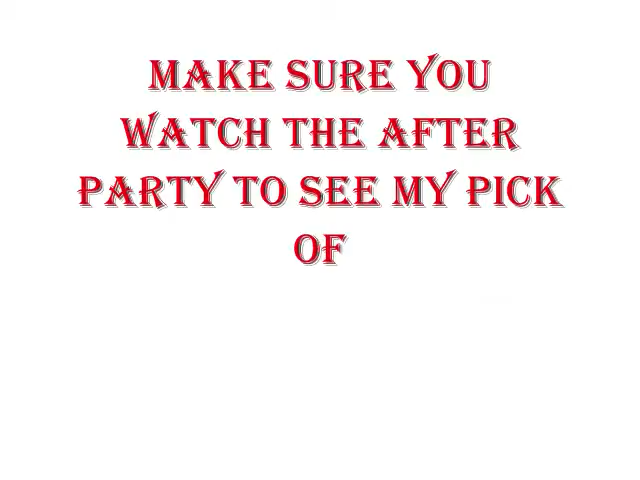 MAKE SURE YOU
WATCH THE AFTER
PARTY TO SEE MY PICK
OF